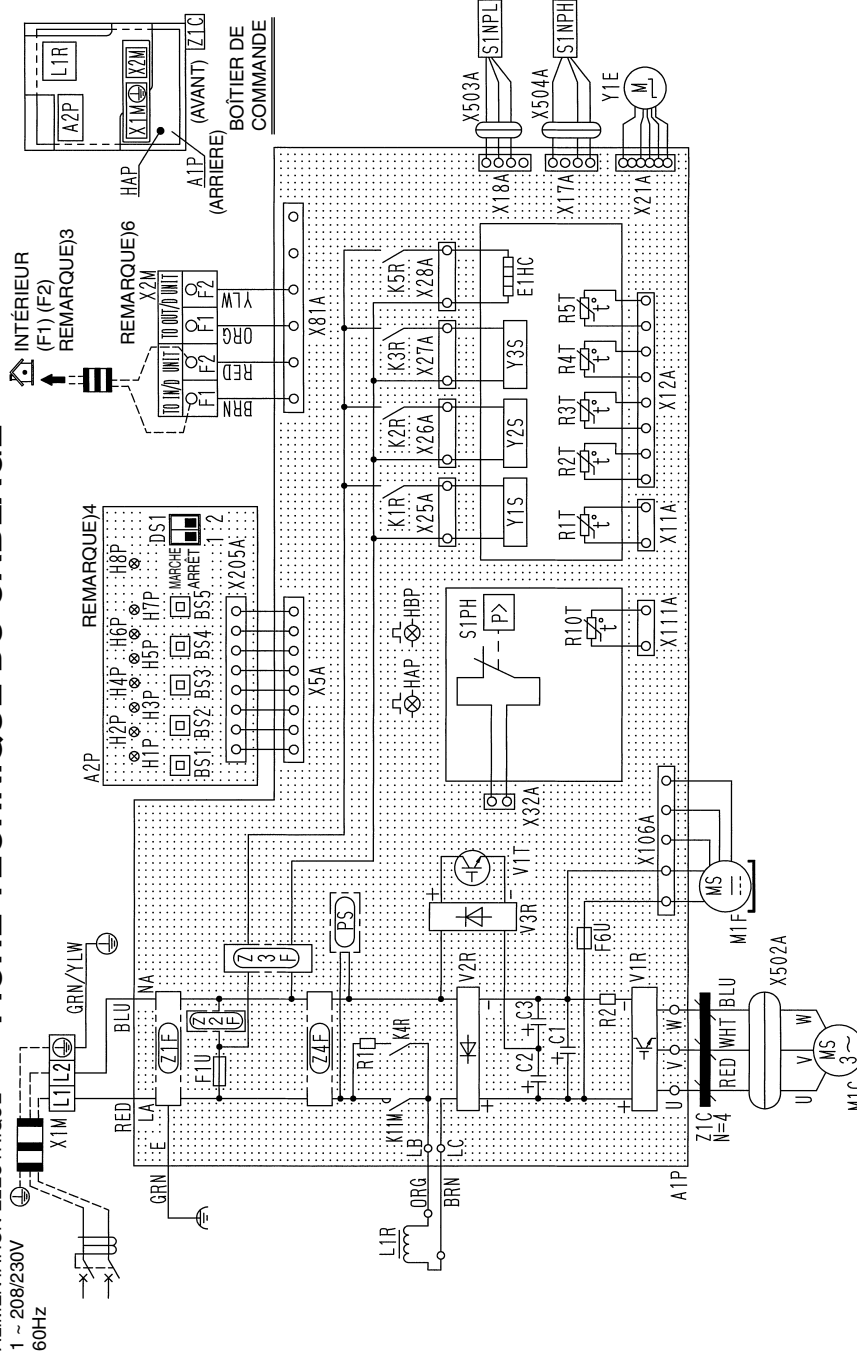 1 ~ 208/230V
60Hz
X1M
L1
L2
GRN/YLW
RED
BLU
LA
NA
E
GRN
Z1F
F1U
Z2F
Z3F
Z4F
PS
R1
K4R
K11M
LB
LC
ORG
BRN
L1R
V2R
V3R
V1T
+
-
C2
C3
C1
R2
F6U
V1R
U
V
W
RED
WHT
BLU
Z1C
N=4
X502A
U
V
W
MS
3~
M1C
A1P
X106A
MS
M1F
A2P
REMARQUE)4
H1P
H2P
H3P
H4P
H5P
H6P
H7P
H8P
BS1
BS2
BS3
BS4
BS5
DS1
MARCHE
ARRÊT
1 2
X205A
X5A
INTÉRIEUR
(F1) (F2)
REMARQUE)3
REMARQUE)6
X2M
TO IN/D UNIT
TO OUT/D UNIT
F1
F2
F1
F2
BRN
RED
ORG
YLW
X81A
L1R
A2P
X1M
X2M
Z1C
HAP
A1P
(ARRIERE)
(AVANT)
BOÎTIER DE
COMMANDE
HAP
HBP
S1PH
P>
X32A
R10T
t°
X111A
K1R
K2R
K3R
K5R
X25A
X26A
X27A
X28A
Y1S
Y2S
Y3S
E1HC
R1T
R2T
R3T
R4T
R5T
t°
t°
t°
t°
t°
X11A
X12A
X18A
X503A
S1NPL
X17A
X504A
S1NPH
X21A
Y1E
M